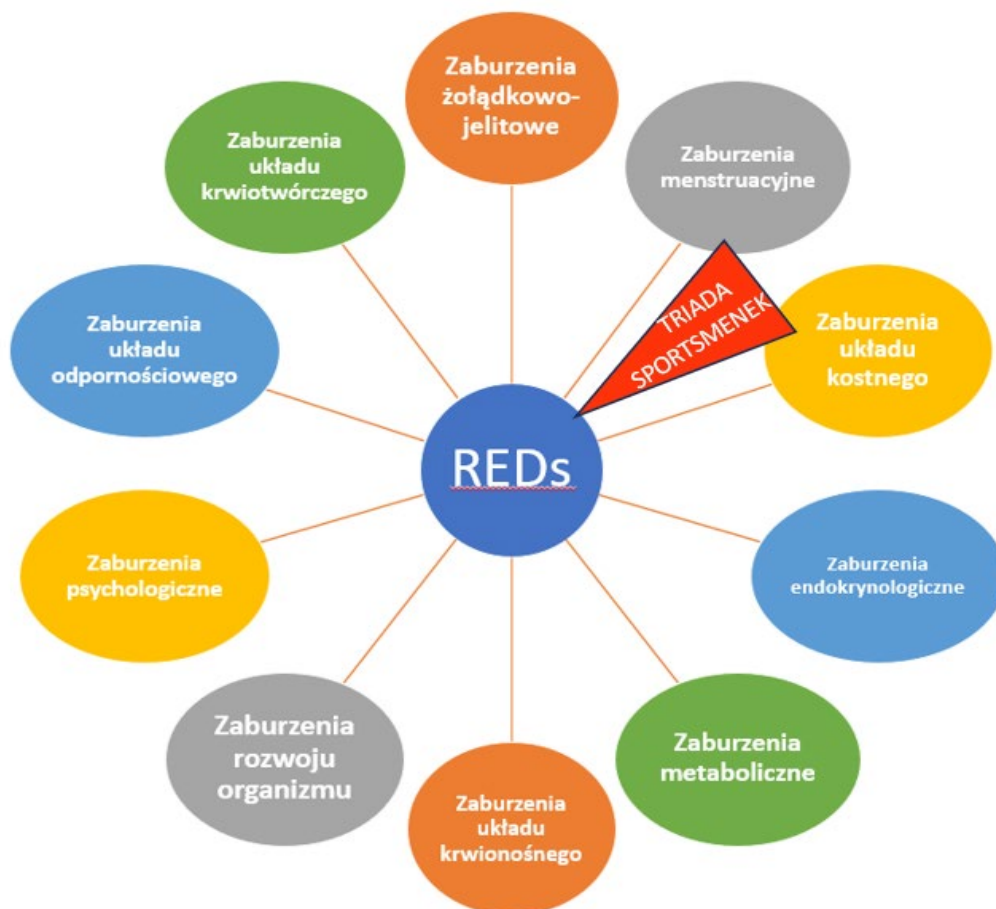 Zaburzenia
żołądkowo-
jelitowe
Zaburzenia
menstruacyjne
Zaburzenia
układu
kostnego
Zaburzenia
endokrynologiczne
Zaburzenia
metaboliczne
Zaburzenia
układu
krwionośnego
Zaburzenia
rozwoju
organizmu
Zaburzenia
psychologiczne
Zaburzenia
układu
odpornościowego
Zaburzenia
układu
krwiotwórczego
TRIADA
SPORTSMENEK
REDs